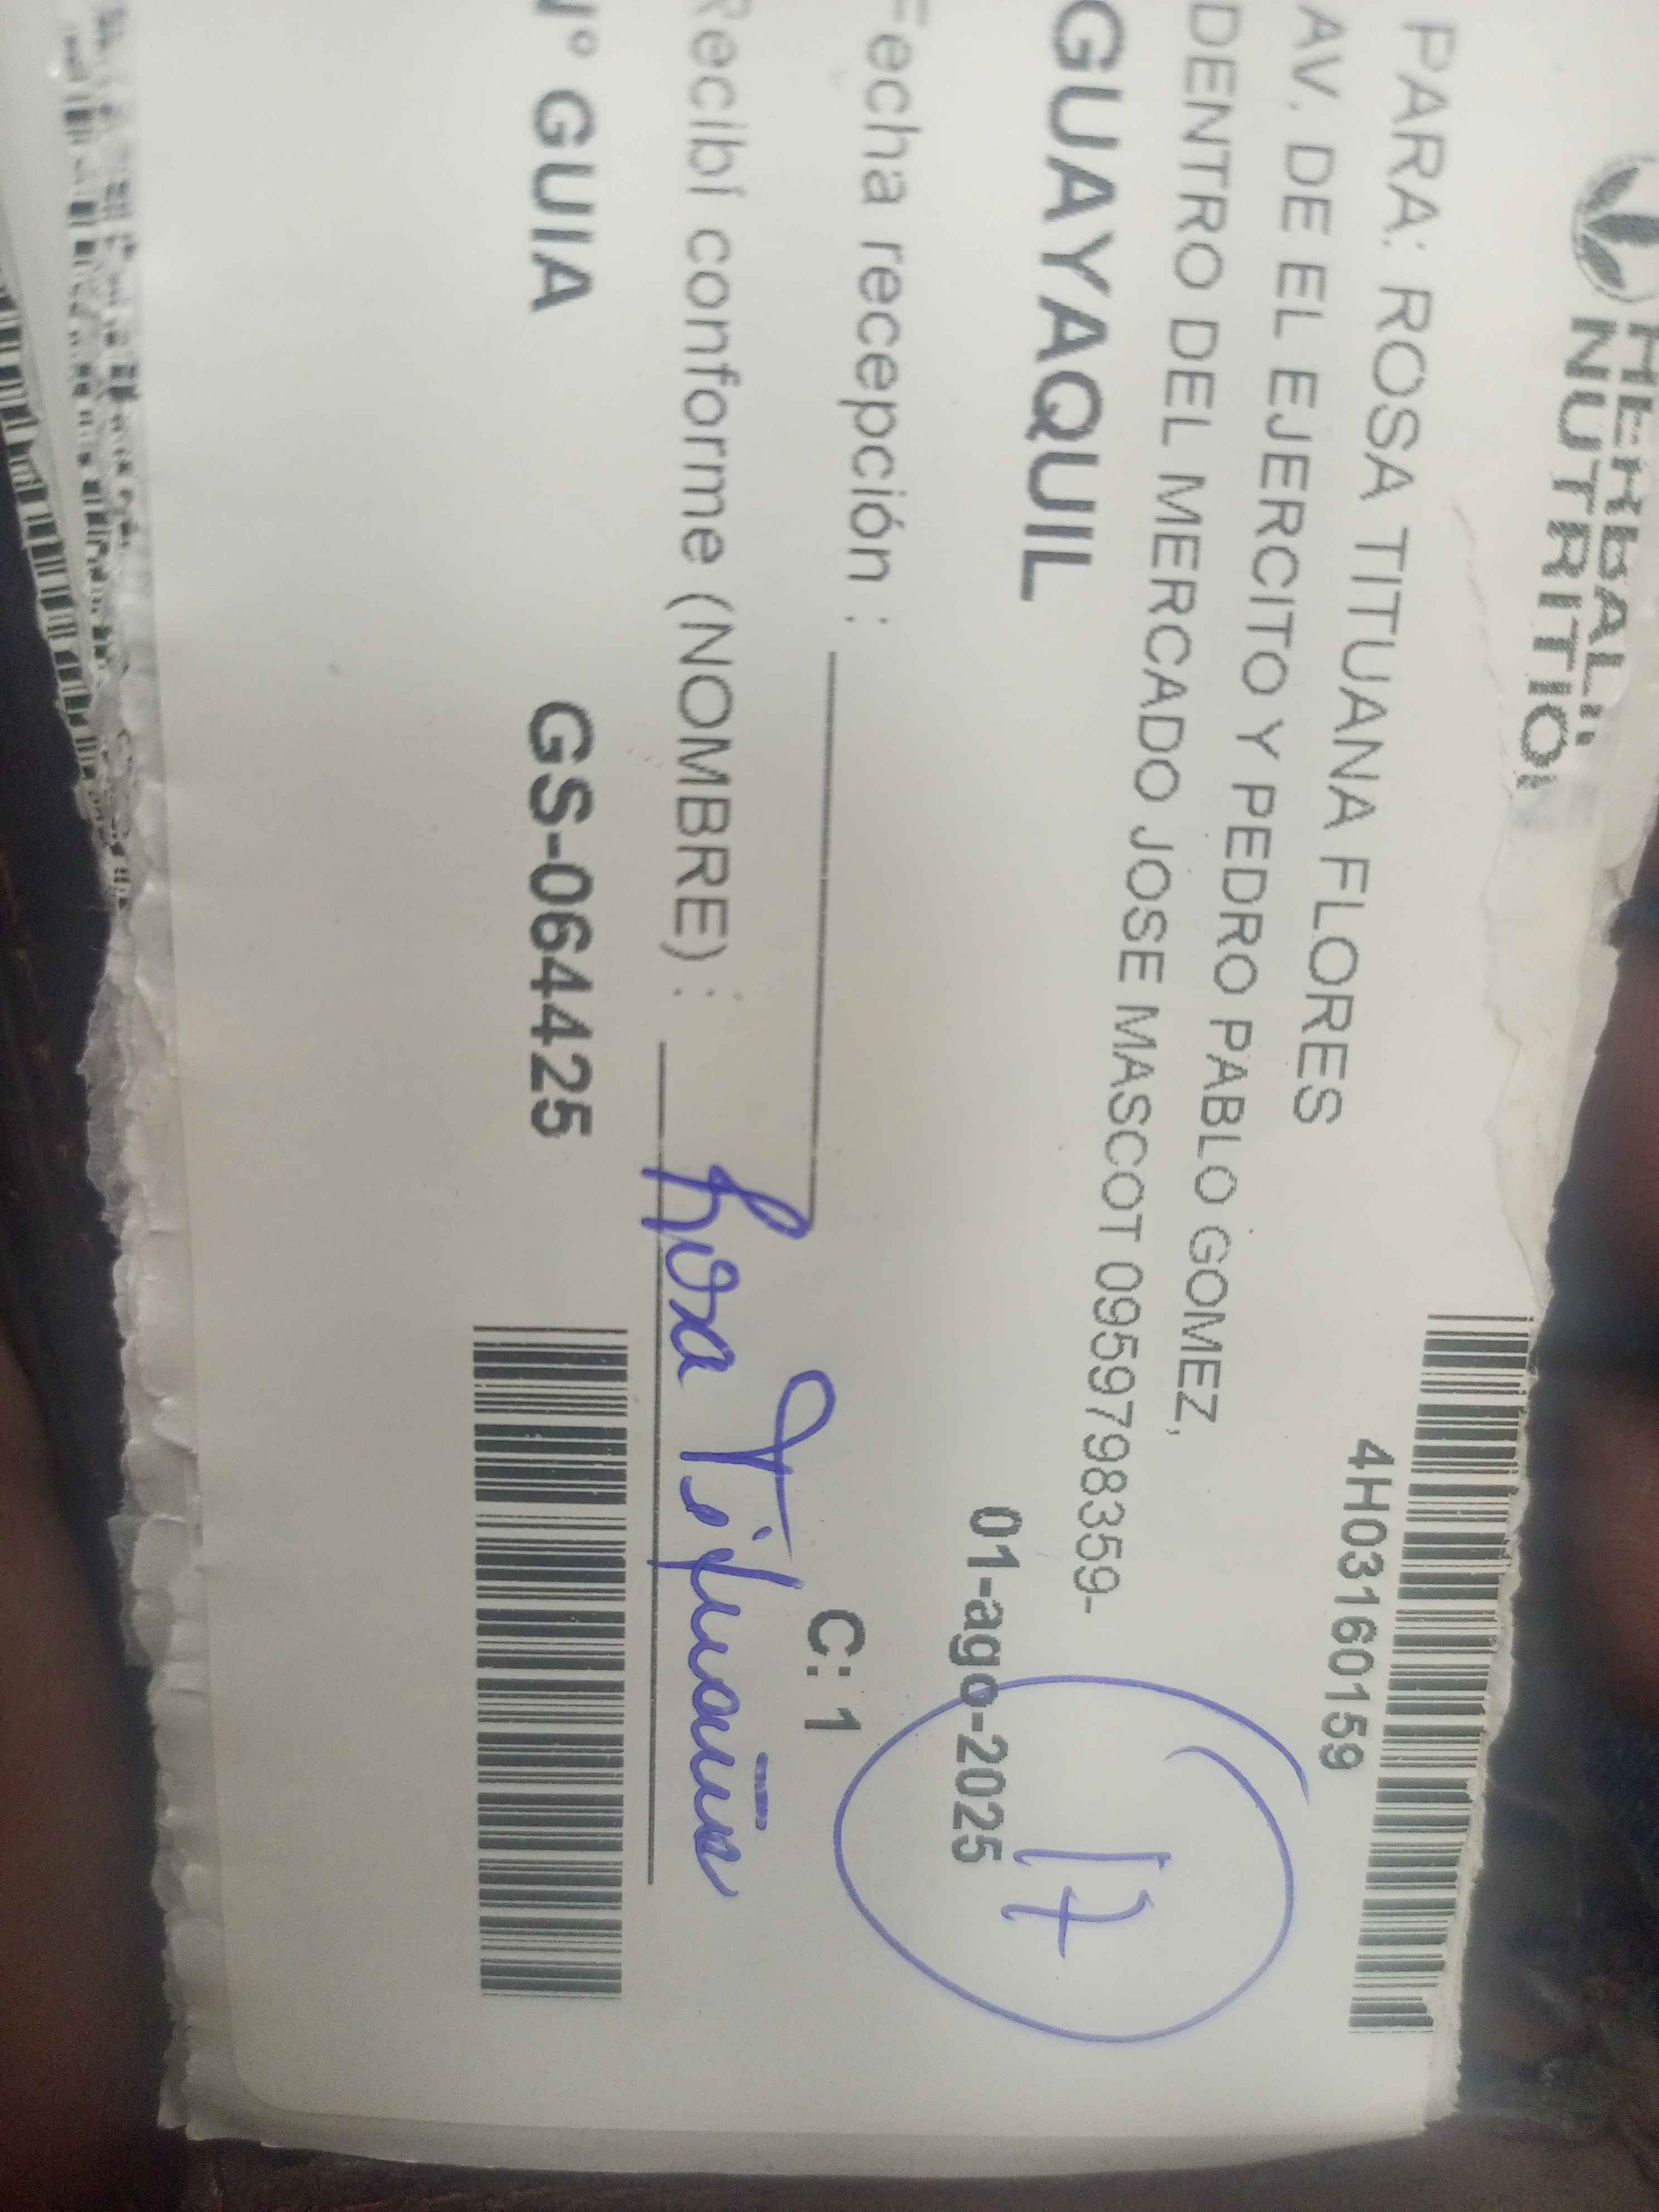 HERBALIFE
NUTRITION
4H03160159
PARA: ROSA TITUANA FLORES
AV. DE EL EJERCITO Y PEDRO PABLO GOMEZ,
DENTRO DEL MERCADO JOSE MASCOT 0959798359-
GUAYAQUIL
01-ago-2025
17
Fecha recepción :
C: 1
Recibí conforme (NOMBRE) : Rosa Tituaña
N° GUIA GS-064425